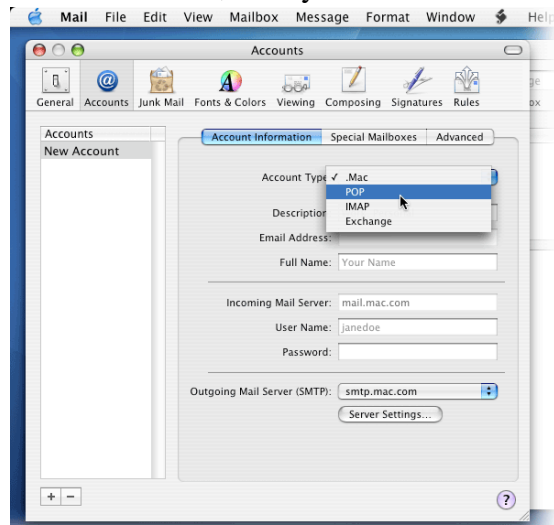 Mail File Edit View Mailbox Message Format Window Help
Accounts
General Accounts Junk Mail Fonts & Colors Viewing Composing Signatures Rules
Accounts
New Account
Account Information Special Mailboxes Advanced
Account Type ✓ .Mac
POP
IMAP
Exchange
Description
Email Address:
Full Name: Your Name
Incoming Mail Server: mail.mac.com
User Name: janedoe
Password:
Outgoing Mail Server (SMTP): smtp.mac.com
Server Settings...
+ − ?